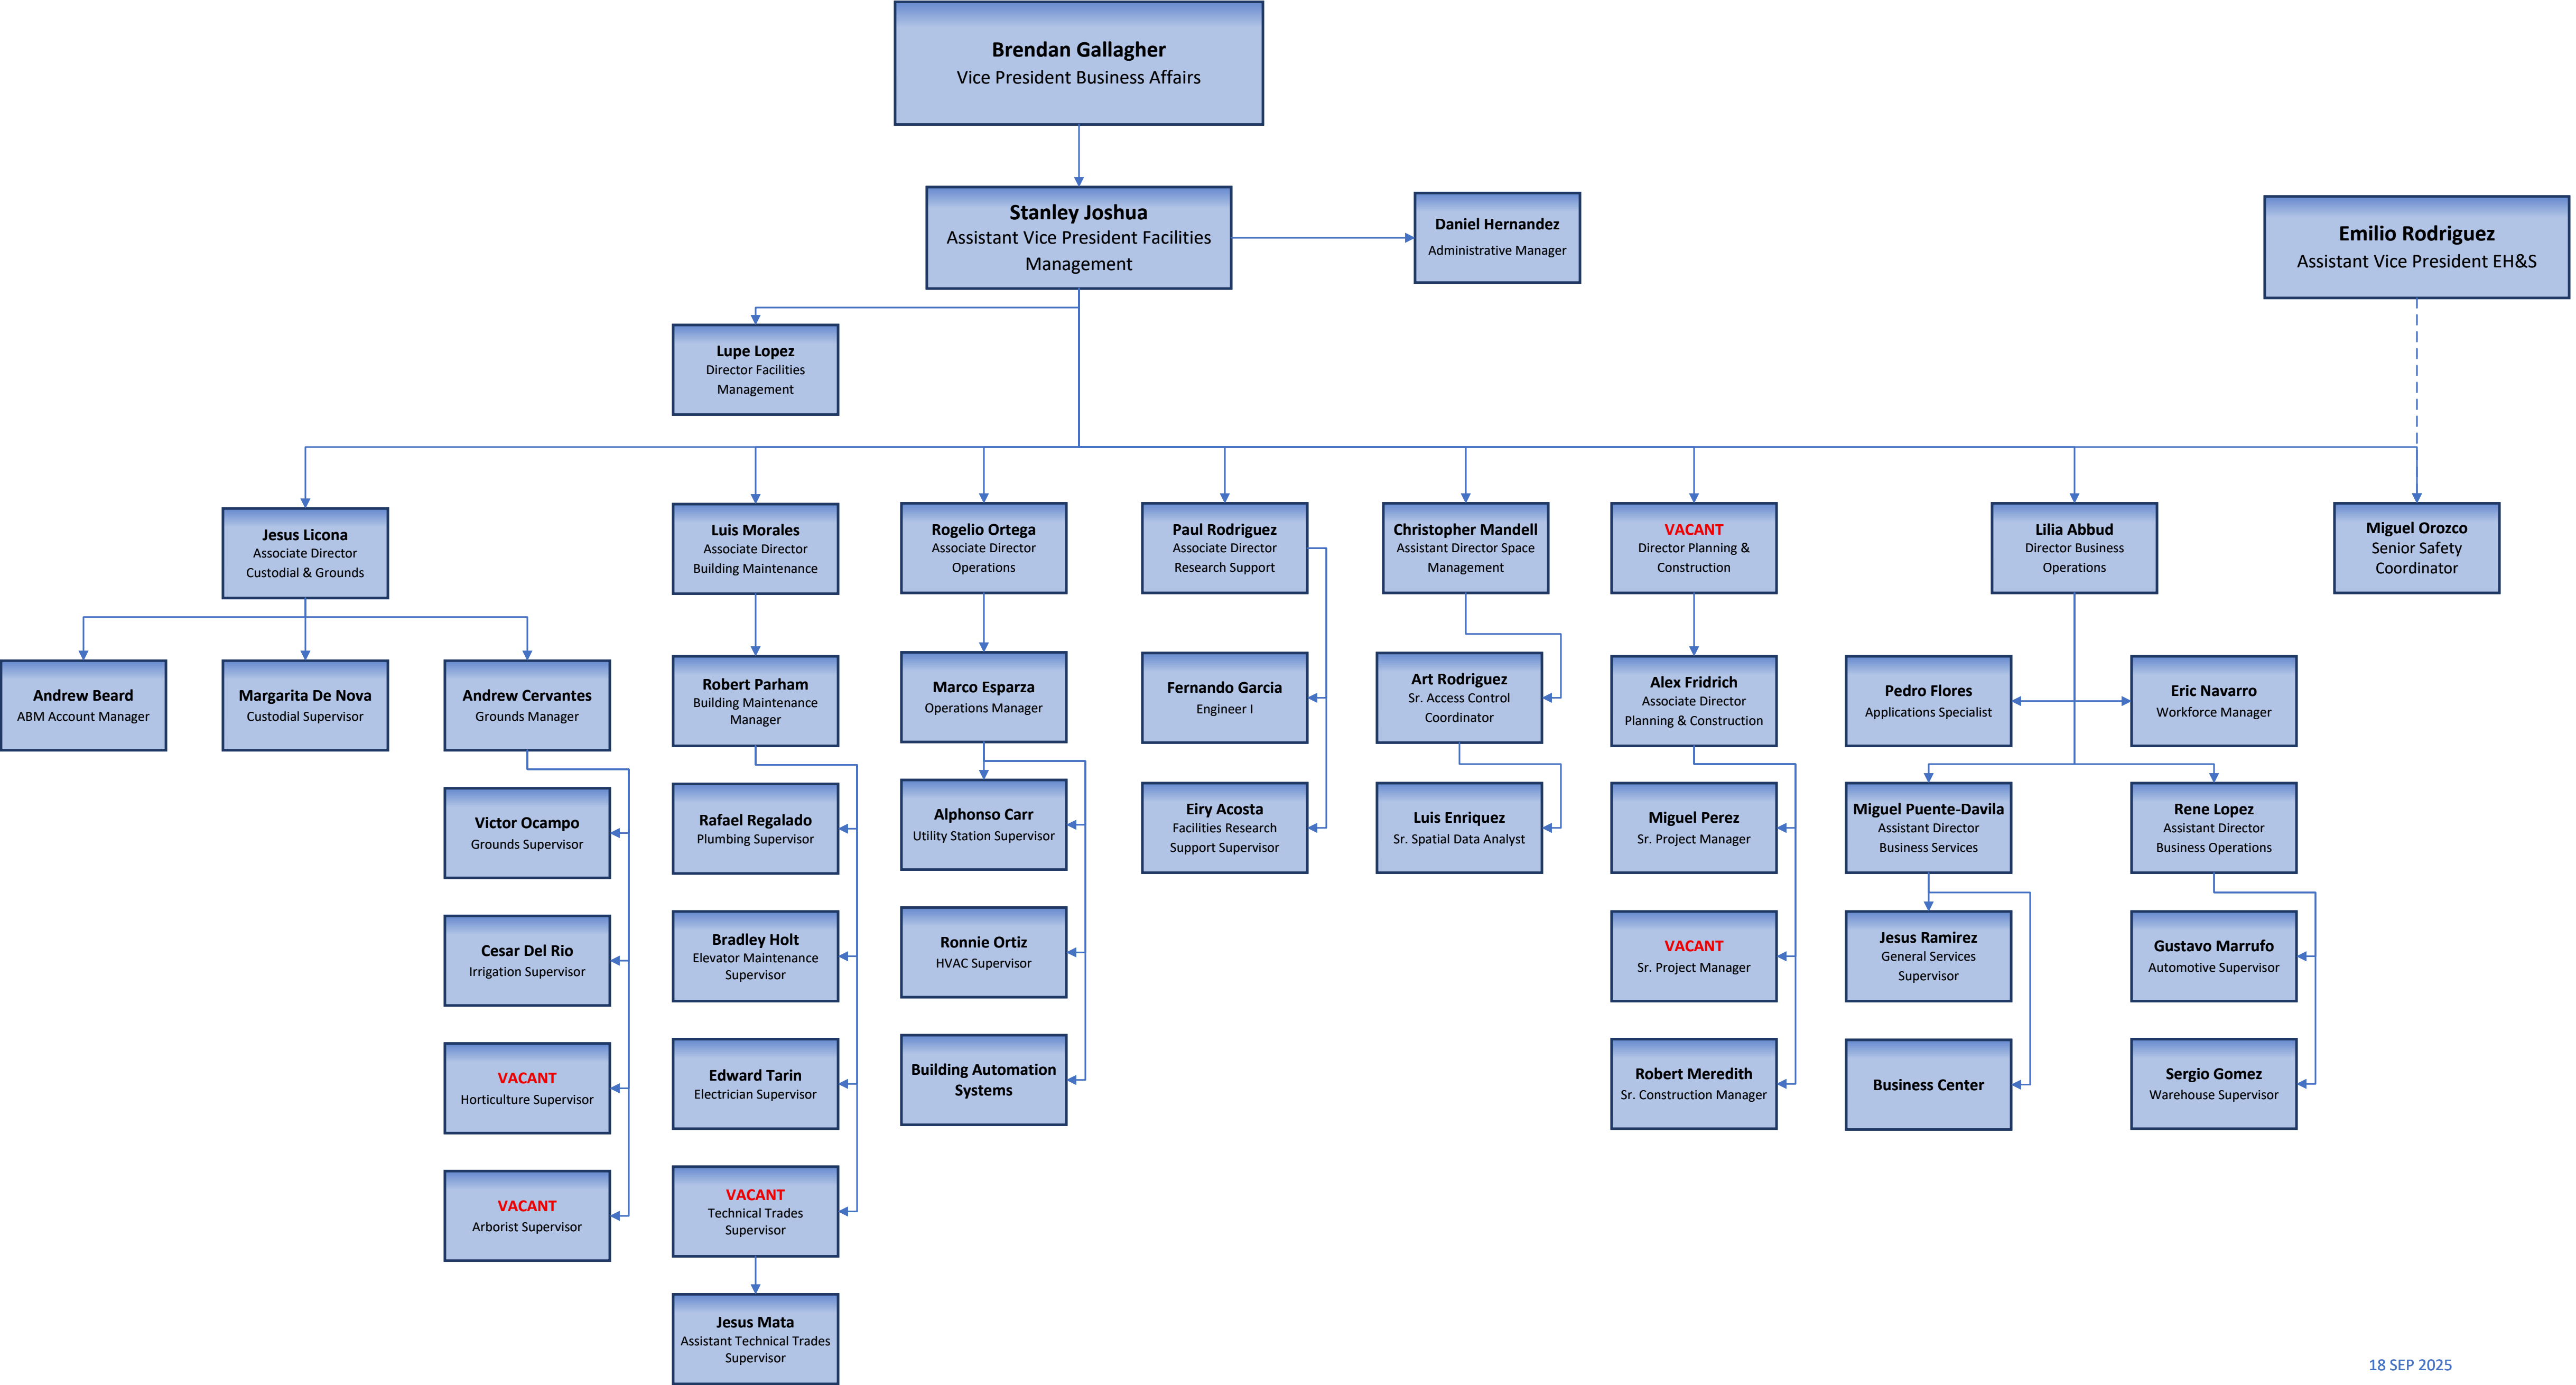 Brendan Gallagher
Vice President Business Affairs
Stanley Joshua
Assistant Vice President Facilities
Management
Daniel Hernandez
Administrative Manager
Emilio Rodriguez
Assistant Vice President EH&S
Lupe Lopez
Director Facilities
Management
Jesus Licona
Associate Director
Custodial & Grounds
Luis Morales
Associate Director
Building Maintenance
Rogelio Ortega
Associate Director
Operations
Paul Rodriguez
Associate Director
Research Support
Christopher Mandell
Assistant Director Space
Management
VACANT
Director Planning &
Construction
Lilia Abbud
Director Business
Operations
Miguel Orozco
Senior Safety
Coordinator
Andrew Beard
ABM Account Manager
Margarita De Nova
Custodial Supervisor
Andrew Cervantes
Grounds Manager
Robert Parham
Building Maintenance
Manager
Marco Esparza
Operations Manager
Fernando Garcia
Engineer I
Art Rodriguez
Sr. Access Control
Coordinator
Alex Fridrich
Associate Director
Planning & Construction
Pedro Flores
Applications Specialist
Eric Navarro
Workforce Manager
Victor Ocampo
Grounds Supervisor
Rafael Regalado
Plumbing Supervisor
Alphonso Carr
Utility Station Supervisor
Eiry Acosta
Facilities Research
Support Supervisor
Luis Enriquez
Sr. Spatial Data Analyst
Miguel Perez
Sr. Project Manager
Miguel Puente-Davila
Assistant Director
Business Services
Rene Lopez
Assistant Director
Business Operations
Cesar Del Rio
Irrigation Supervisor
Bradley Holt
Elevator Maintenance
Supervisor
Ronnie Ortiz
HVAC Supervisor
VACANT
Sr. Project Manager
Jesus Ramirez
General Services
Supervisor
Gustavo Marrufo
Automotive Supervisor
VACANT
Horticulture Supervisor
Edward Tarin
Electrician Supervisor
Building Automation
Systems
Robert Meredith
Sr. Construction Manager
Business Center
Sergio Gomez
Warehouse Supervisor
VACANT
Arborist Supervisor
VACANT
Technical Trades
Supervisor
Jesus Mata
Assistant Technical Trades
Supervisor
18 SEP 2025